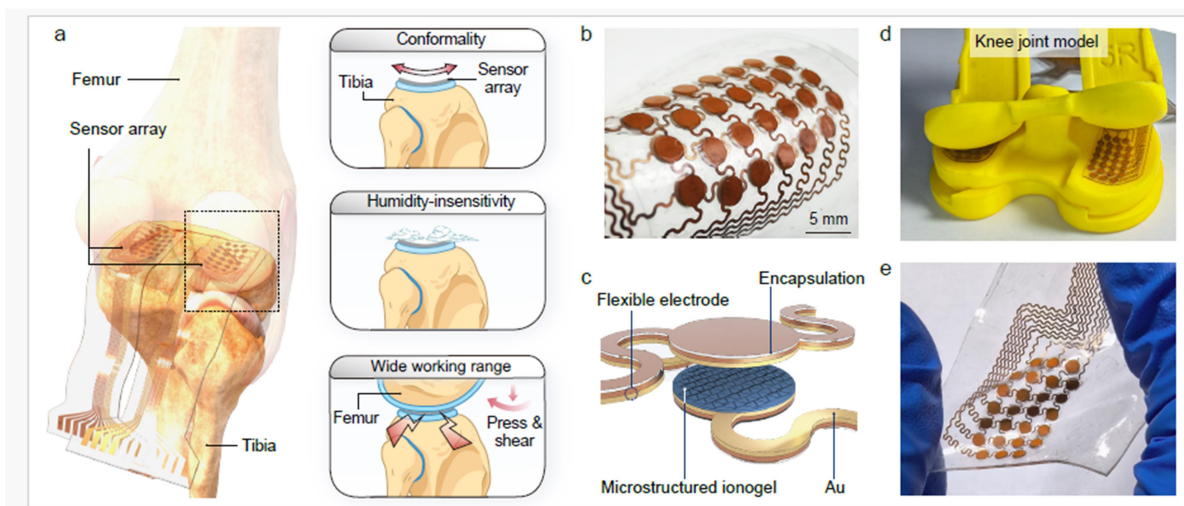 a
Femur
Sensor array
Tibia
Conformality
Tibia
Sensor
array
Humidity-insensitivity
Wide working range
Femur
Press &
shear
b
5 mm
c
Encapsulation
Flexible electrode
Microstructured ionogel
Au
d
Knee joint model
5R
e